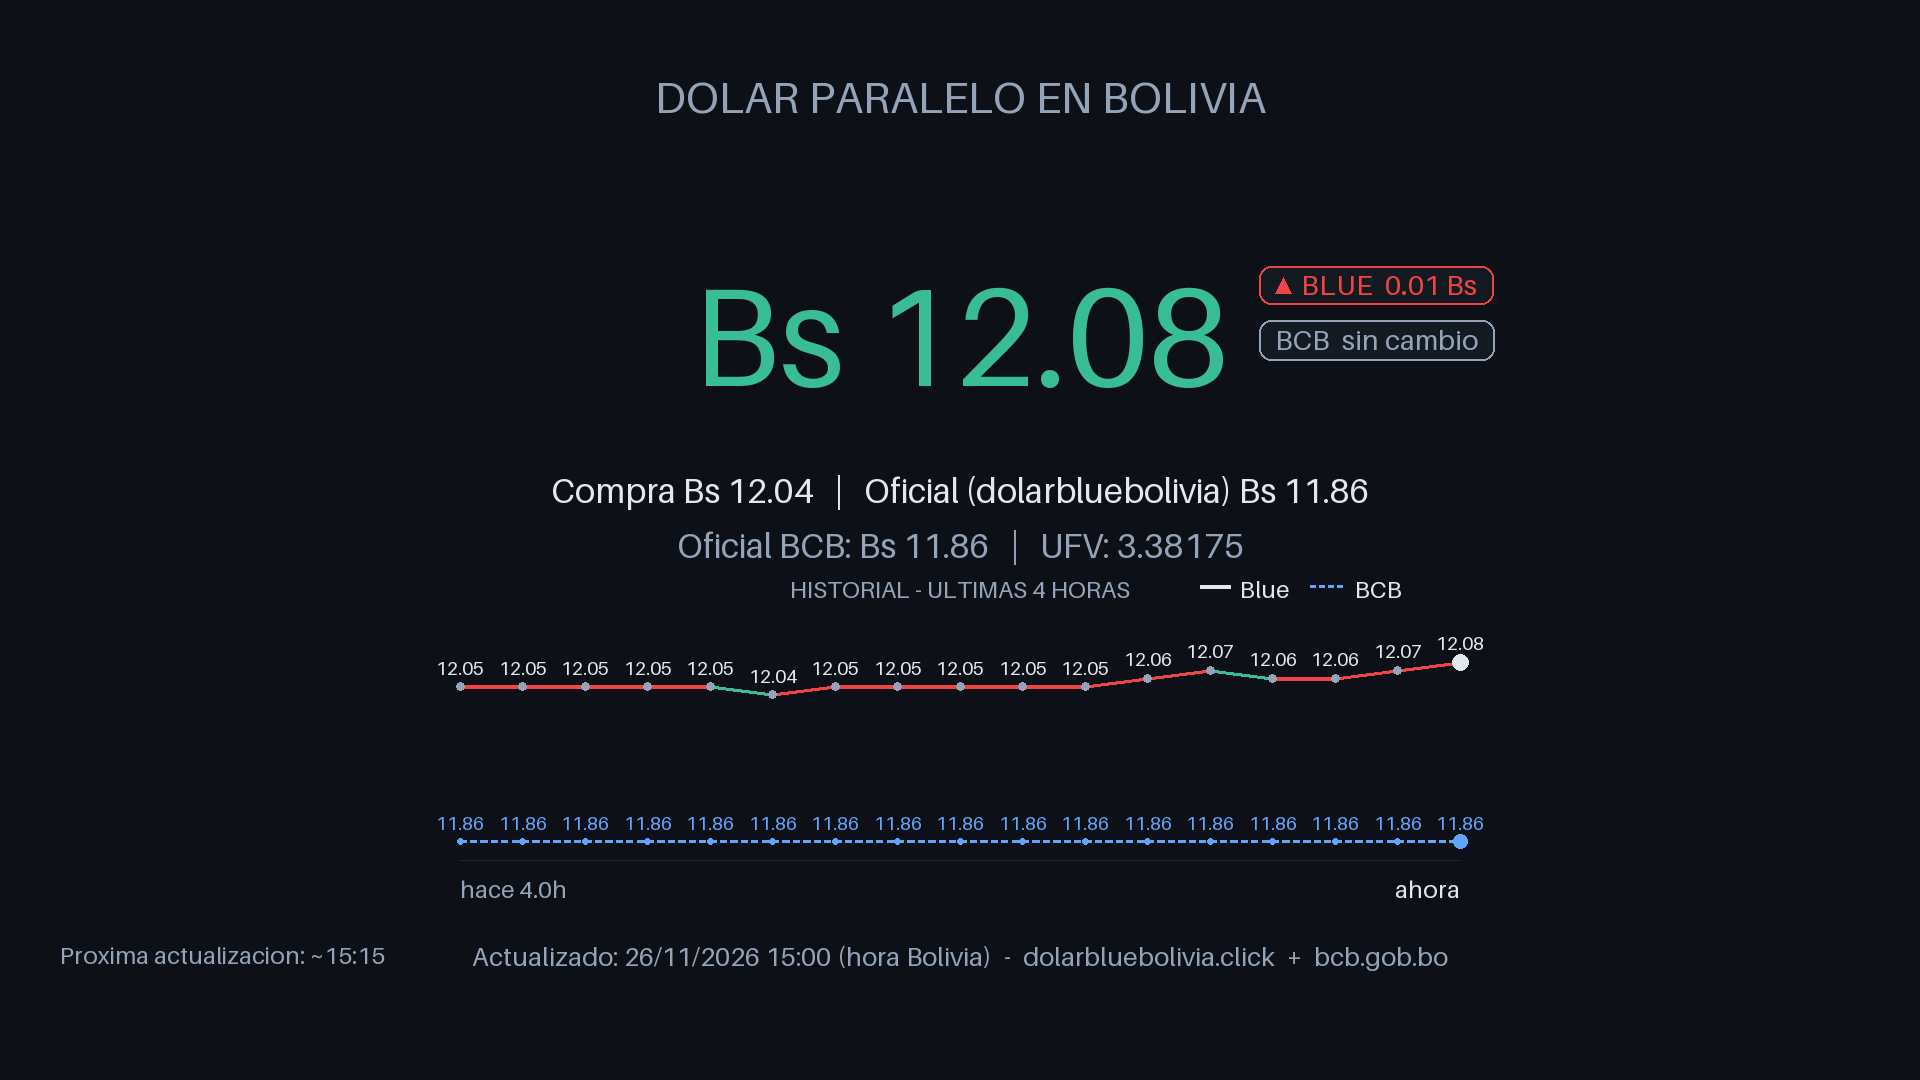 DOLAR PARALELO EN BOLIVIA
Bs 12.08
▲ BLUE 0.01 Bs
BCB sin cambio
Compra Bs 12.04 | Oficial (dolarbluebolivia) Bs 11.86
Oficial BCB: Bs 11.86 | UFV: 3.38175
HISTORIAL - ULTIMAS 4 HORAS Blue BCB
12.05 12.05 12.05 12.05 12.05 12.04 12.05 12.05 12.05 12.05 12.05 12.06 12.07 12.06 12.06 12.07 12.08
11.86 11.86 11.86 11.86 11.86 11.86 11.86 11.86 11.86 11.86 11.86 11.86 11.86 11.86 11.86 11.86 11.86
hace 4.0h ahora
Proxima actualizacion: ~15:15 Actualizado: 26/11/2026 15:00 (hora Bolivia) - dolarbluebolivia.click + bcb.gob.bo